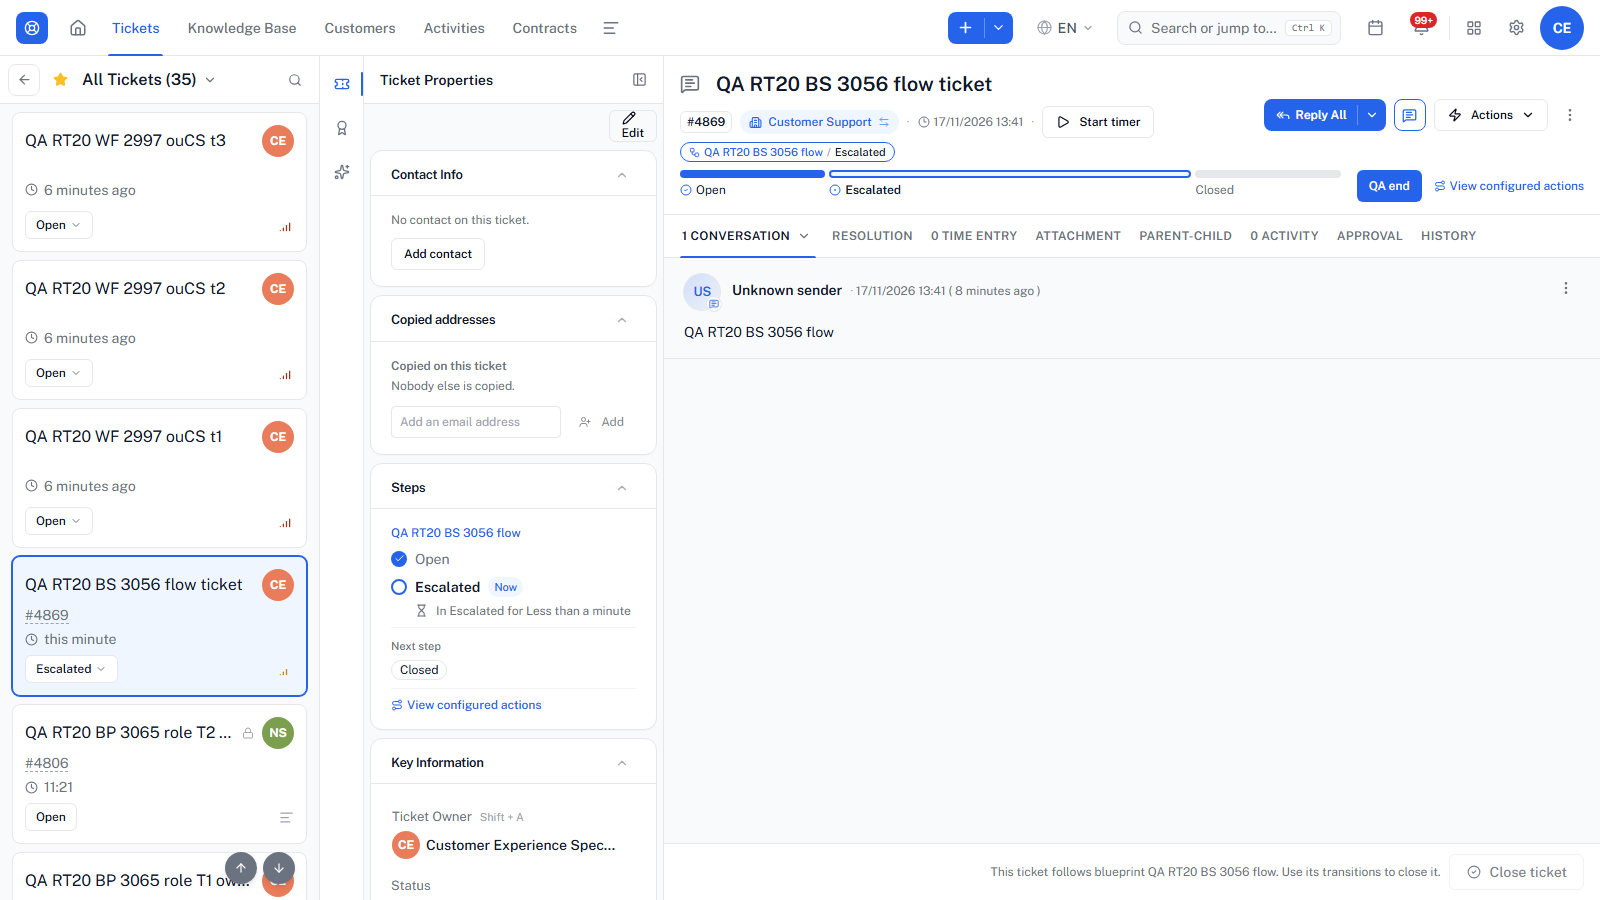 Tickets
Knowledge Base
Customers
Activities
Contracts
EN
Search or jump to...
Ctrl K
99+
CE
All Tickets (35)
QA RT20 WF 2997 ouCS t3
CE
6 minutes ago
Open
QA RT20 WF 2997 ouCS t2
CE
6 minutes ago
Open
QA RT20 WF 2997 ouCS t1
CE
6 minutes ago
Open
QA RT20 BS 3056 flow ticket
CE
#4869
this minute
Escalated
QA RT20 BP 3065 role T2 ...
NS
#4806
11:21
Open
QA RT20 BP 3065 role T1 ow...
Ticket Properties
Edit
Contact Info
No contact on this ticket.
Add contact
Copied addresses
Copied on this ticket
Nobody else is copied.
Add an email address
Add
Steps
QA RT20 BS 3056 flow
Open
Escalated
Now
In Escalated for Less than a minute
Next step
Closed
View configured actions
Key Information
Ticket Owner
Shift + A
CE
Customer Experience Spec...
Status
QA RT20 BS 3056 flow ticket
#4869
Customer Support
· 17/11/2026 13:41 ·
Start timer
Reply All
Actions
QA RT20 BS 3056 flow / Escalated
Open
Escalated
Closed
QA end
View configured actions
1 CONVERSATION
RESOLUTION
0 TIME ENTRY
ATTACHMENT
PARENT-CHILD
0 ACTIVITY
APPROVAL
HISTORY
US
Unknown sender
· 17/11/2026 13:41 ( 8 minutes ago )
QA RT20 BS 3056 flow
This ticket follows blueprint QA RT20 BS 3056 flow. Use its transitions to close it.
Close ticket